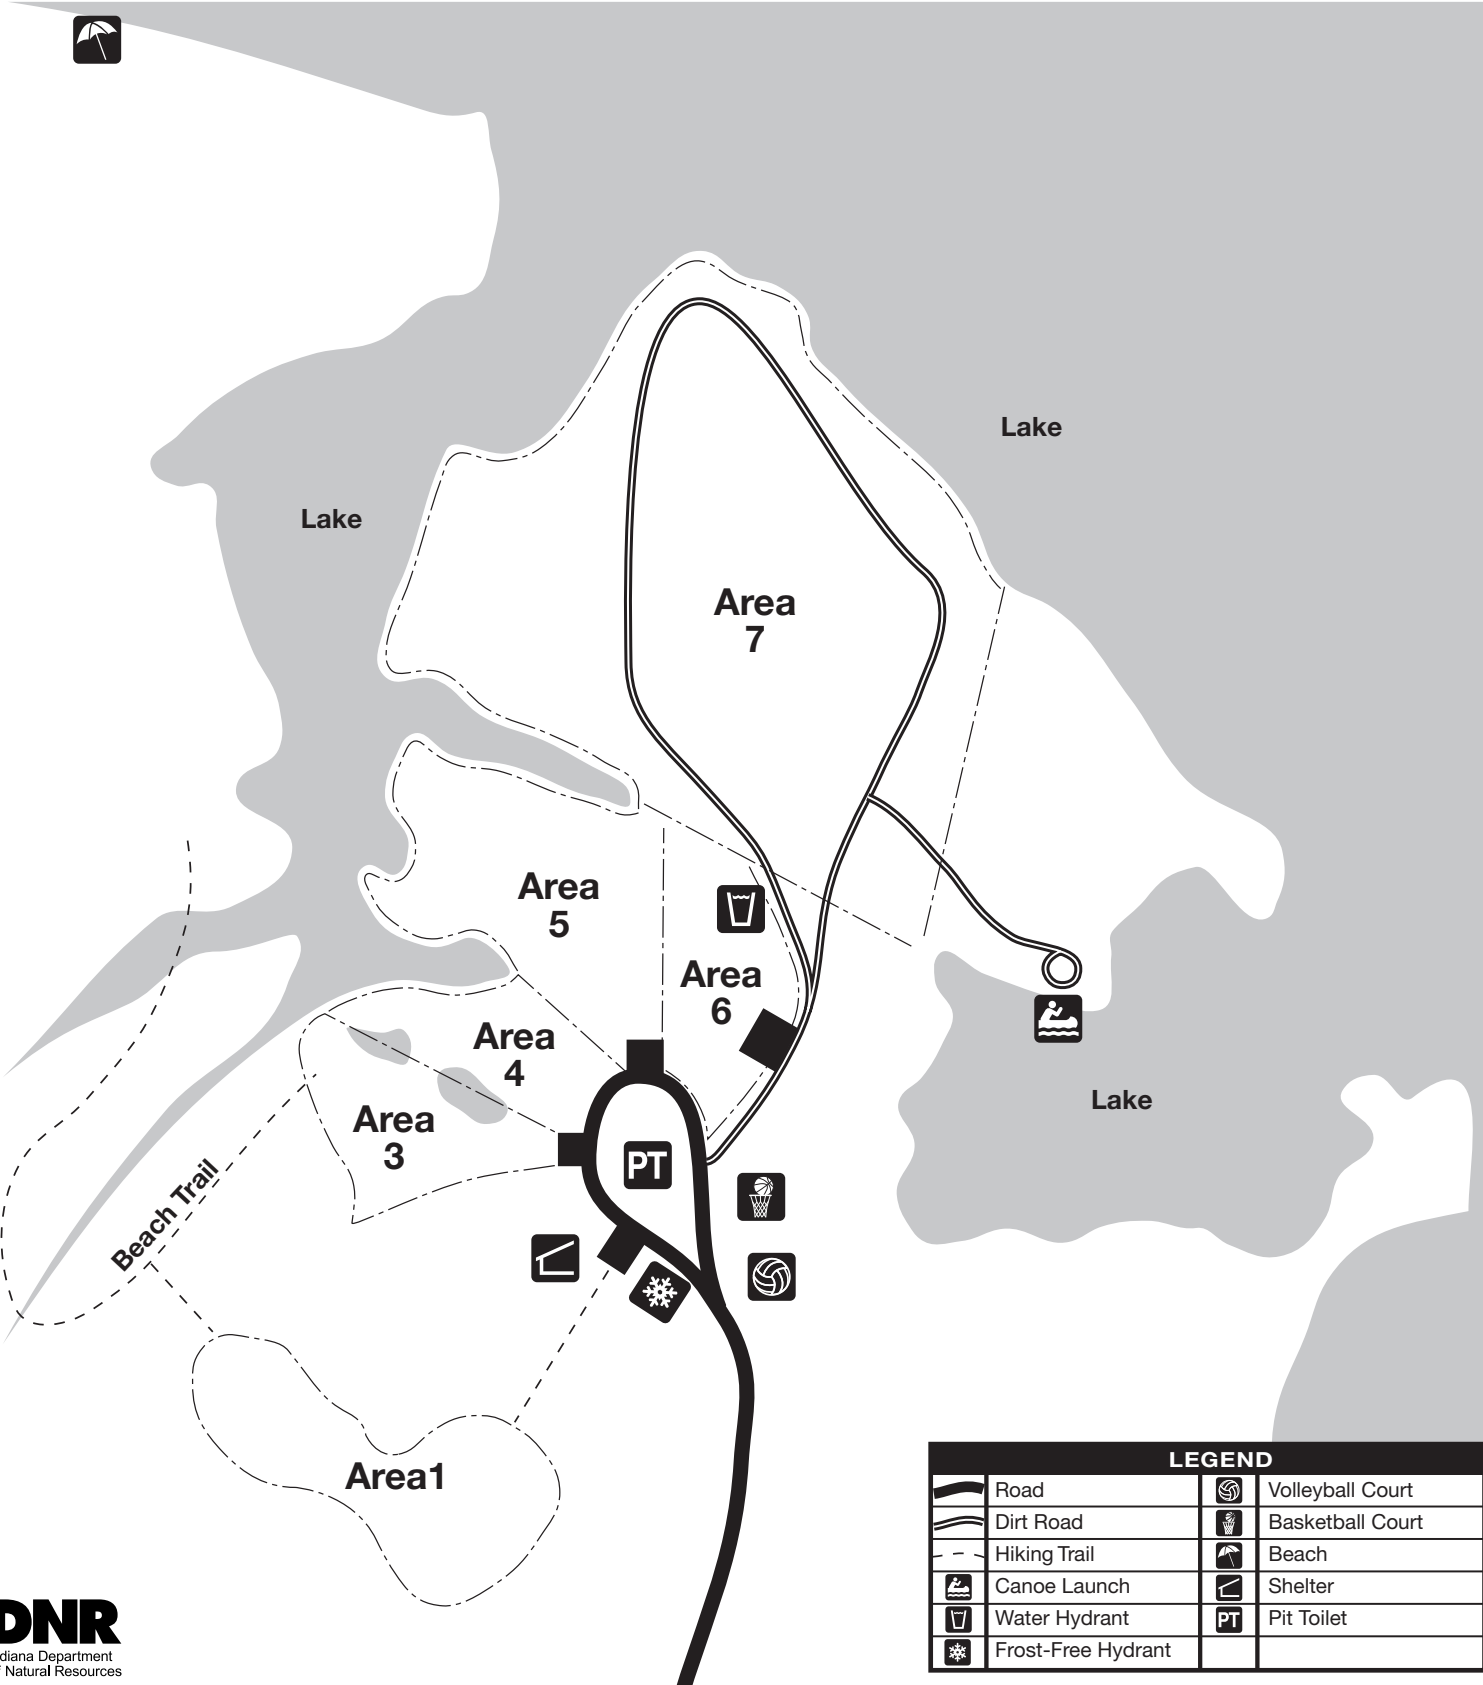 Lake
Lake
Area
7
Area
5
Area
6
Area
4
Lake
Area
3
PT
Beach Trail
Area1
LEGEND
Road
Volleyball Court
Dirt Road
Basketball Court
Hiking Trail
Beach
Canoe Launch
Shelter
Water Hydrant
PT
Pit Toilet
Frost-Free Hydrant
DNR
diana Department
Natural Resources